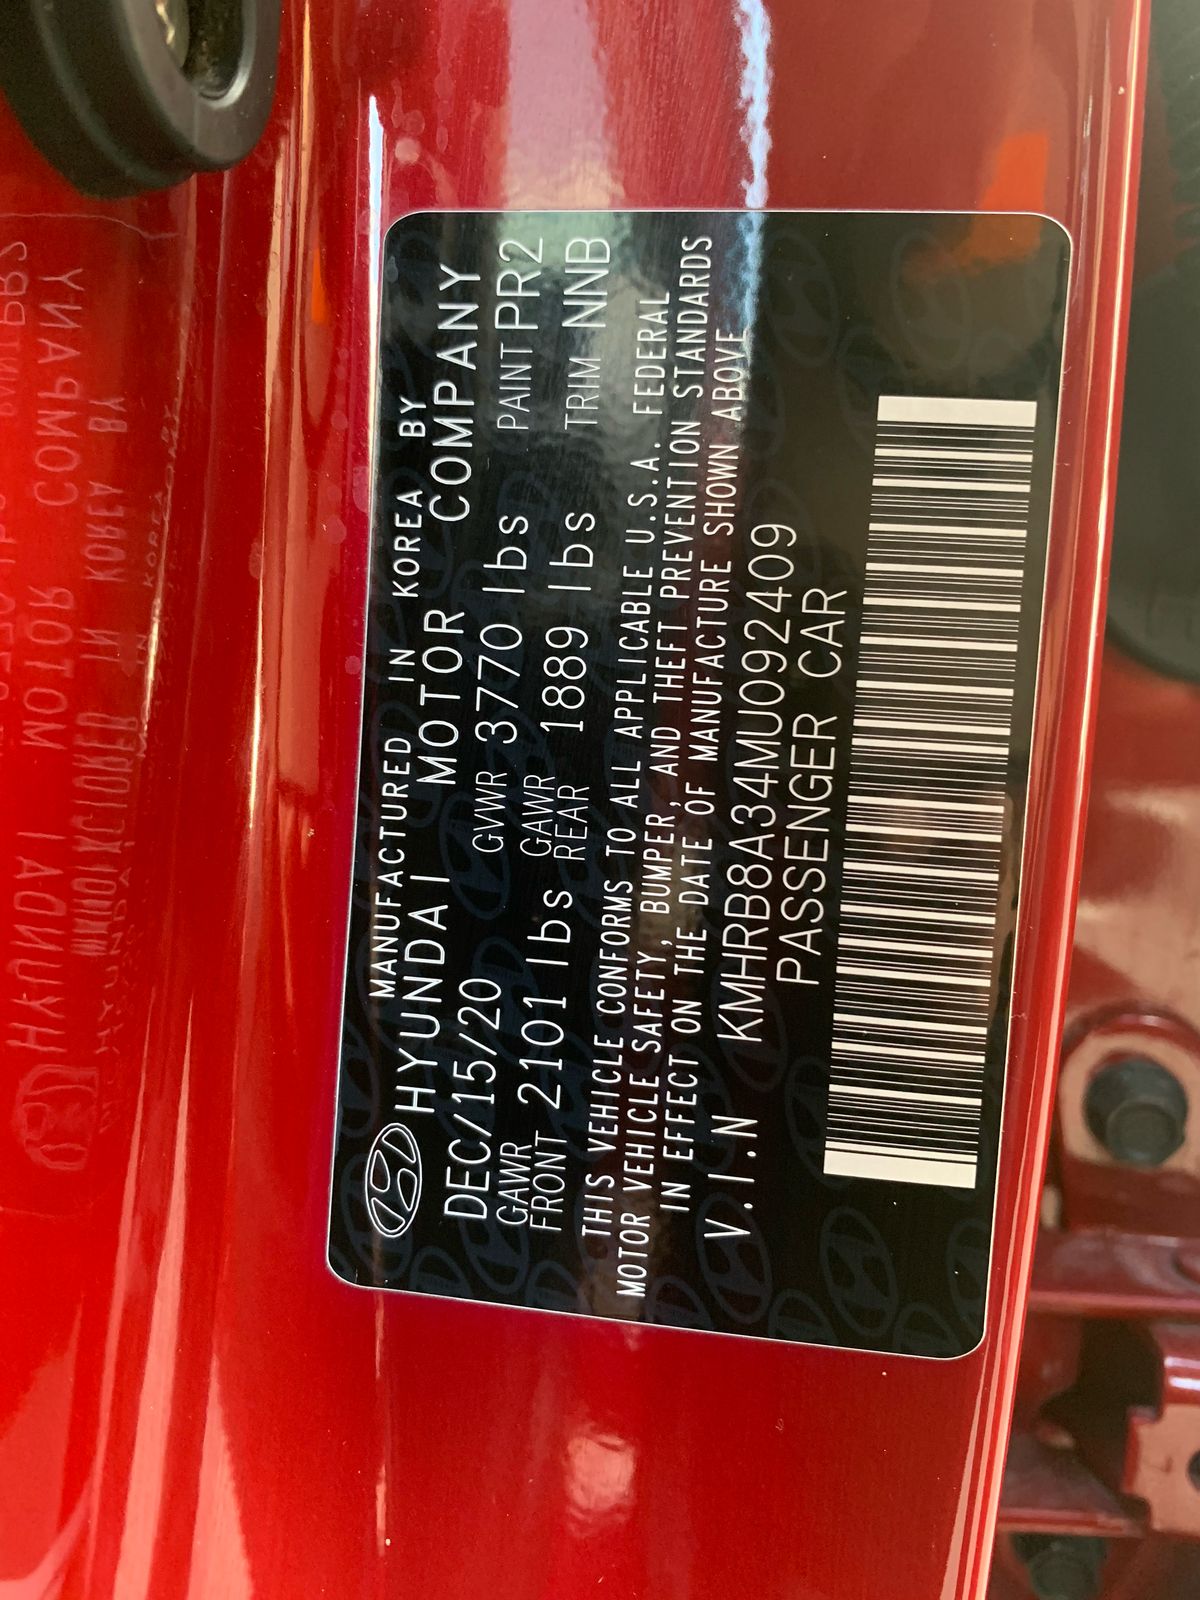 MANUFACTURED IN KOREA BY
HYUNDAI MOTOR COMPANY
DEC/15/20 GVWR 3770 lbs PAINT PR2
GAWR FRONT 2101 lbs GAWR REAR 1889 lbs TRIM NNB
THIS VEHICLE CONFORMS TO ALL APPLICABLE U.S.A. FEDERAL
MOTOR VEHICLE SAFETY, BUMPER, AND THEFT PREVENTION STANDARDS
IN EFFECT ON THE DATE OF MANUFACTURE SHOWN ABOVE
V.I.N KMHRB8A34MU092409
PASSENGER CAR